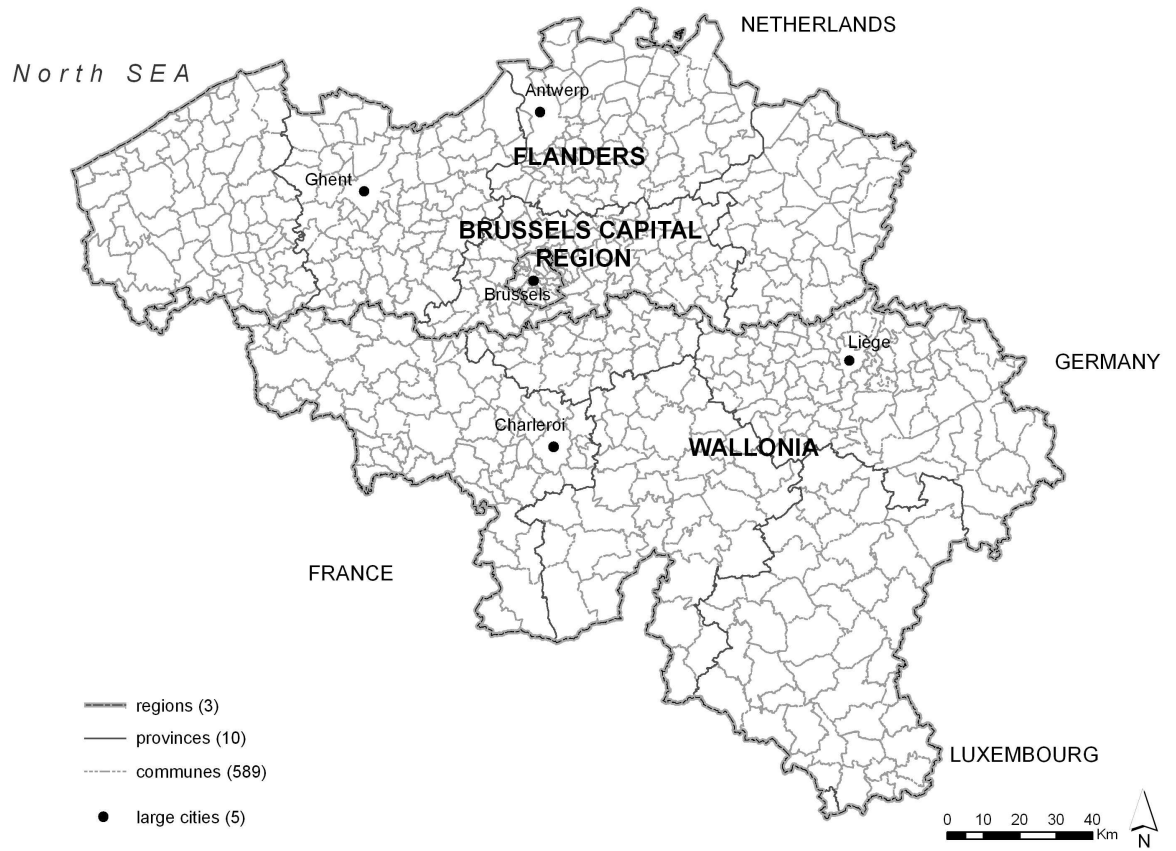 NETHERLANDS
North SEA
Antwerp
FLANDERS
Ghent
BRUSSELS CAPITAL
REGION
Brussels
Liège
GERMANY
Charleroi
WALLONIA
FRANCE
regions (3)
provinces (10)
LUXEMBOURG
communes (589)
large cities (5)
0 10 20 30 40
Km
N